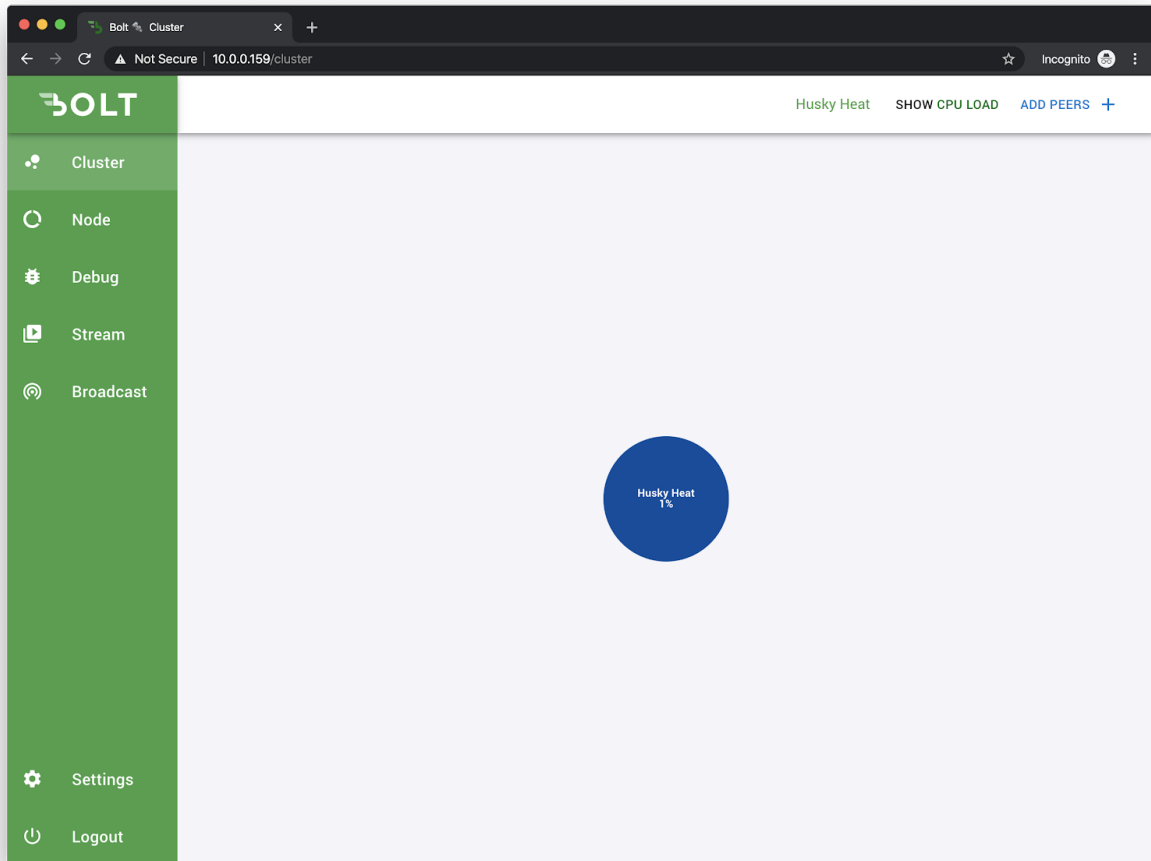 Bolt 🔩 Cluster
Not Secure | 10.0.0.159/cluster
Incognito
BOLT
Husky Heat
SHOW CPU LOAD
ADD PEERS +
Cluster
Node
Debug
Stream
Broadcast
Husky Heat
1%
Settings
Logout